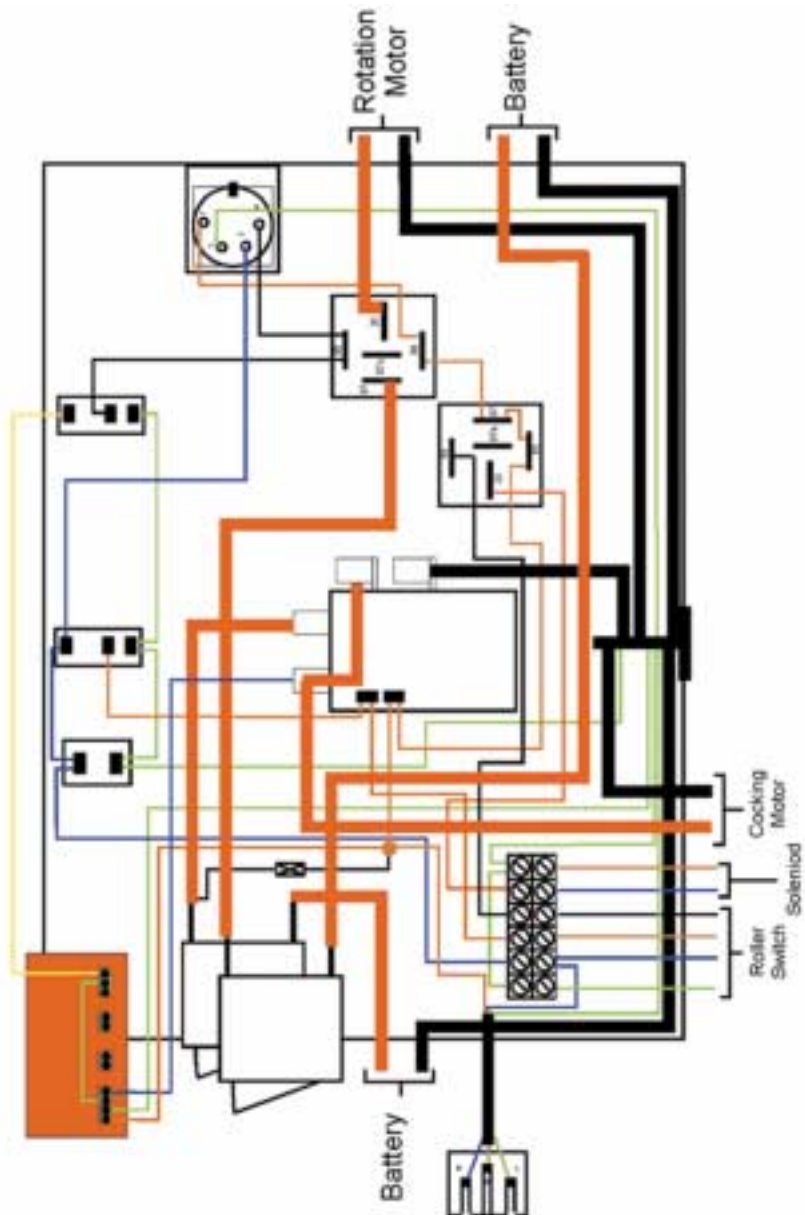 Rotation
Motor
Battery
Cocking
Motor
Soleniod
Roller
Switch
Battery